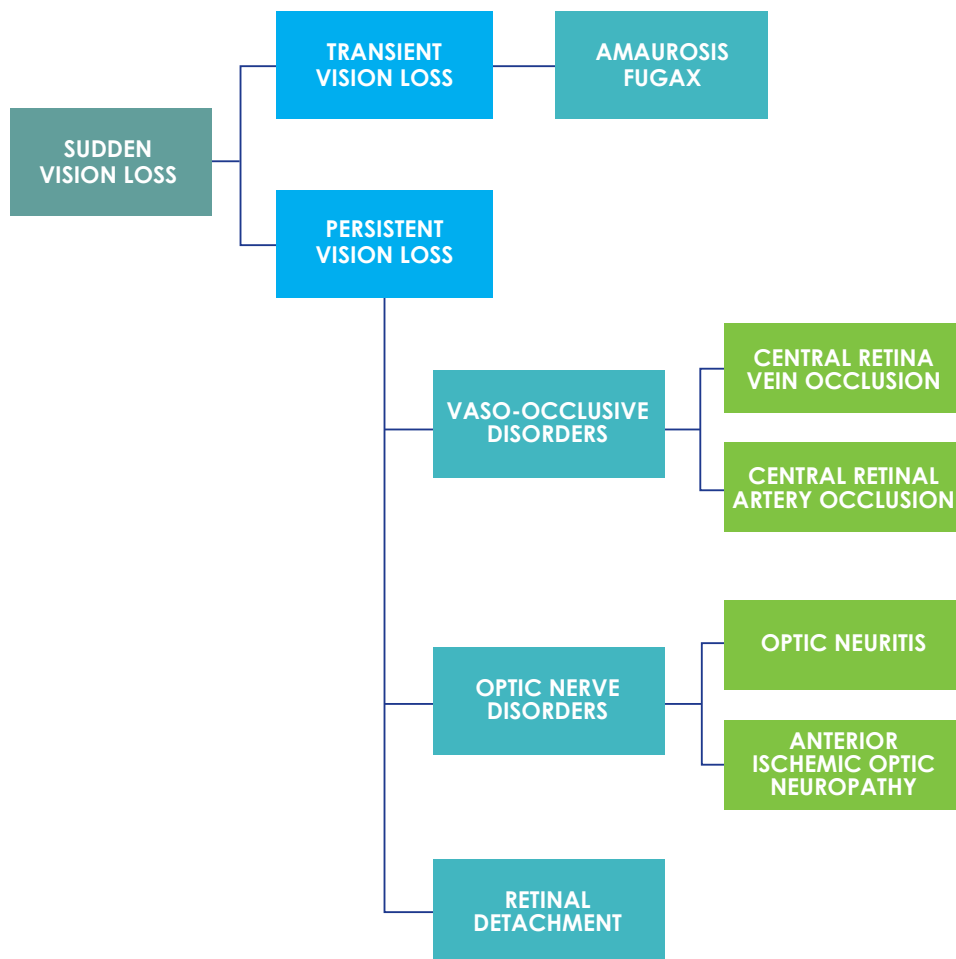 TRANSIENT
VISION LOSS
AMAUROSIS
FUGAX
SUDDEN
VISION LOSS
PERSISTENT
VISION LOSS
CENTRAL RETINA
VEIN OCCLUSION
VASO-OCCLUSIVE
DISORDERS
CENTRAL RETINAL
ARTERY OCCLUSION
OPTIC NEURITIS
OPTIC NERVE
DISORDERS
ANTERIOR
ISCHEMIC OPTIC
NEUROPATHY
RETINAL
DETACHMENT